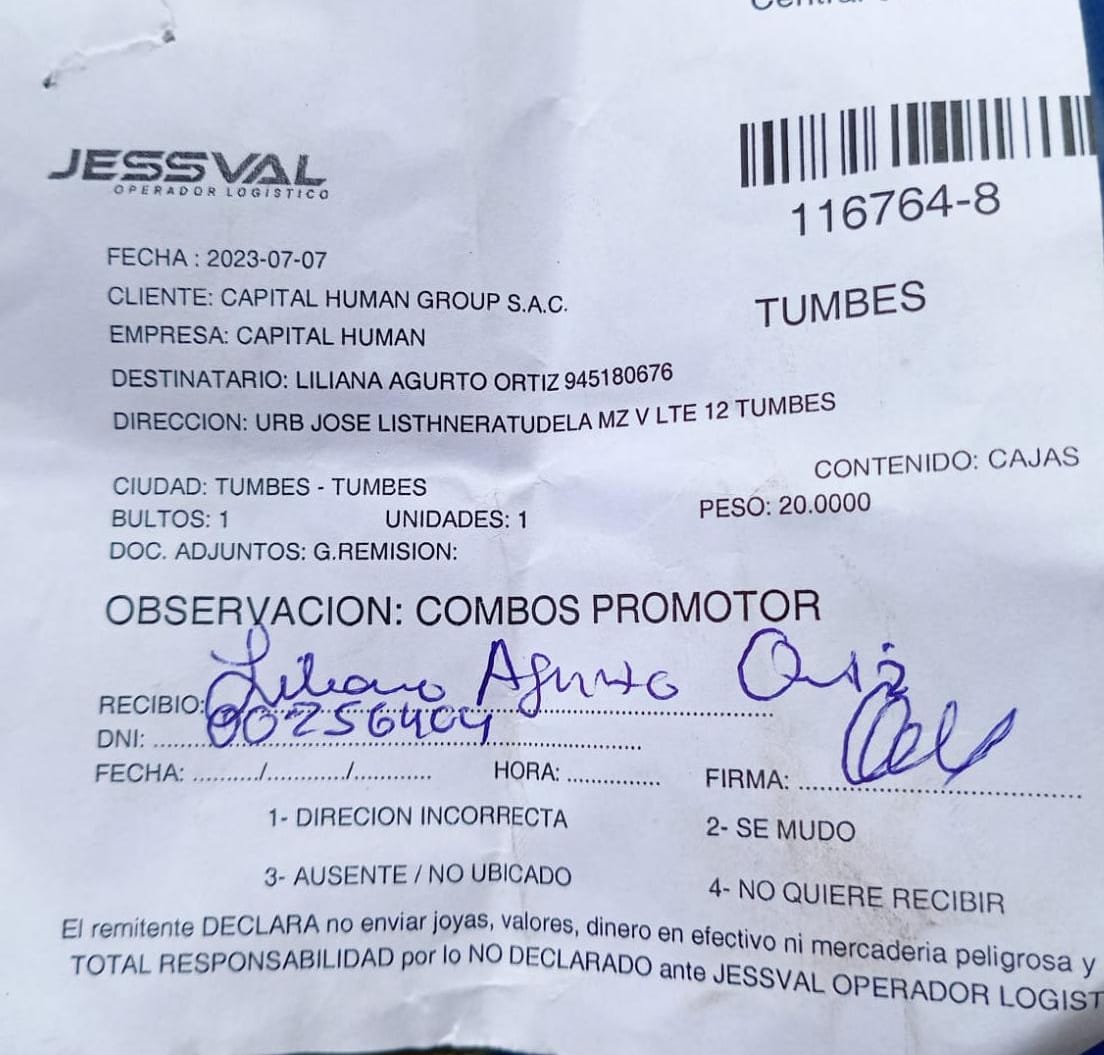 JESSVAL
OPERADOR LOGÍSTICO
116764-8
FECHA : 2023-07-07
CLIENTE: CAPITAL HUMAN GROUP S.A.C.
TUMBES
EMPRESA: CAPITAL HUMAN
DESTINATARIO: LILIANA AGURTO ORTIZ 945180676
DIRECCION: URB JOSE LISTHNERATUDELA MZ V LTE 12 TUMBES
CONTENIDO: CAJAS
CIUDAD: TUMBES - TUMBES
BULTOS: 1 UNIDADES: 1 PESO: 20.0000
DOC. ADJUNTOS: G.REMISION:
OBSERVACION: COMBOS PROMOTOR
RECIBIO: Liliana Agurto Ortiz
DNI: 00256404
FECHA: ........../............/............ HORA: ............... FIRMA: ..............................
1- DIRECION INCORRECTA 2- SE MUDO
3- AUSENTE / NO UBICADO 4- NO QUIERE RECIBIR
El remitente DECLARA no enviar joyas, valores, dinero en efectivo ni mercaderia peligrosa y
TOTAL RESPONSABILIDAD por lo NO DECLARADO ante JESSVAL OPERADOR LOGIST